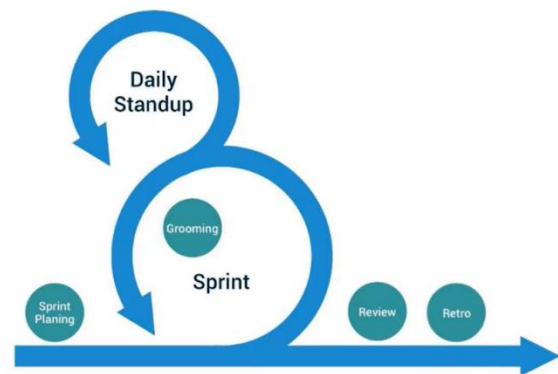 Daily
Standup
Grooming
Sprint
Sprint
Planing
Review
Retro